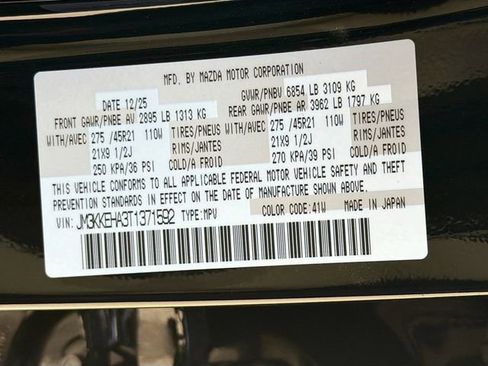 MFD. BY MAZDA MOTOR CORPORATION
DATE 12/25 GVWR/PNBV 6854 LB 3109 KG
FRONT GAWR/PNBE AV 2895 LB 1313 KG REAR GAWR/PNBE AR 3962 LB 1797 KG
WITH/AVEC 275 /45R21 110W TIRES/PNEUS WITH/AVEC 275 /45R21 110W TIRES/PNEUS
21X9 1/2J RIMS/JANTES 21X9 1/2J RIMS/JANTES
250 KPA/36 PSI COLD/A FROID 270 KPA/39 PSI COLD/A FROID
THIS VEHICLE CONFORMS TO ALL APPLICABLE FEDERAL MOTOR VEHICLE SAFETY AND THEFT
PREVENTION STANDARDS IN EFFECT ON THE DATE OF MANUFACTURE SHOWN ABOVE.
VIN: JM3KKEHA3T1371592 TYPE: MPV COLOR CODE: 41W MADE IN JAPAN